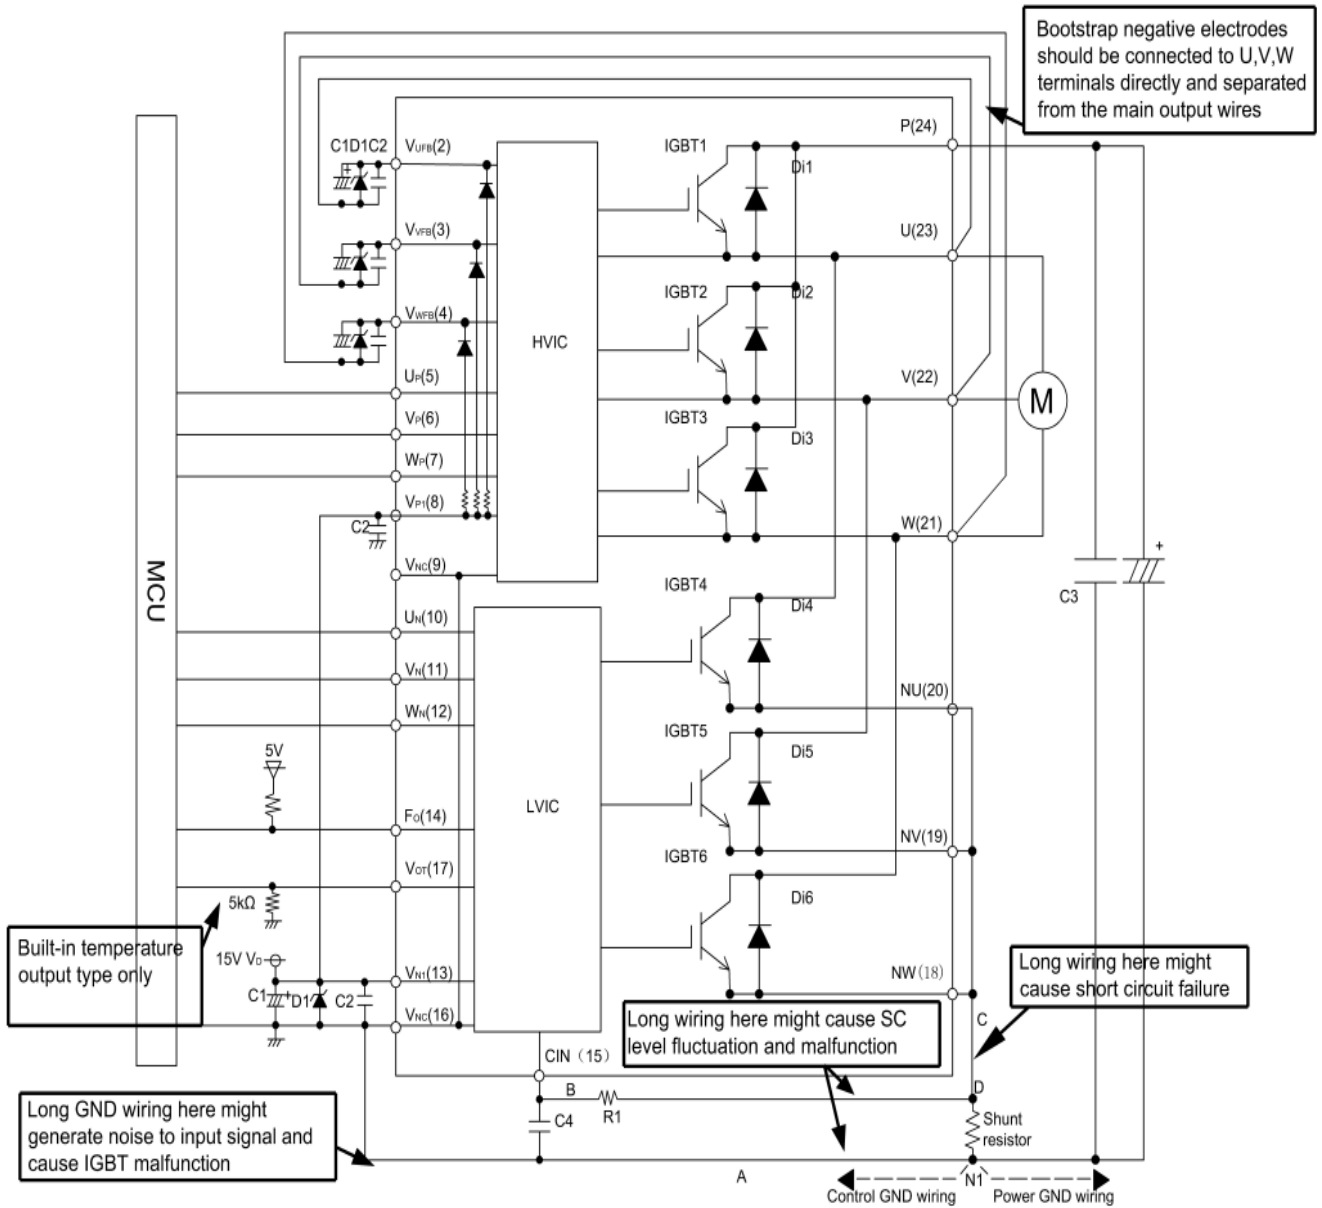 Bootstrap negative electrodes
should be connected to U,V,W
terminals directly and separated
from the main output wires
P(24)
C1D1C2
VUFB(2)
IGBT1
Di1
VVFB(3)
U(23)
IGBT2
Di2
VWFB(4)
HVIC
UP(5)
V(22)
M
VP(6)
IGBT3
Di3
WP(7)
VP1(8)
C2
W(21)
+
VNC(9)
MCU
IGBT4
C3
Di4
UN(10)
VN(11)
NU(20)
WN(12)
IGBT5
5V
Di5
LVIC
FO(14)
NV(19)
IGBT6
VOT(17)
5kΩ
Di6
Built-in temperature
output type only
15V VD
VN1(13)
NW(18)
Long wiring here might
cause short circuit failure
C1
+
D1
C2
VNC(16)
Long wiring here might cause SC
level fluctuation and malfunction
C
CIN(15)
B
R1
D
Long GND wiring here might
generate noise to input signal and
cause IGBT malfunction
C4
Shunt
resistor
A
N1
Control GND wiring
Power GND wiring
+